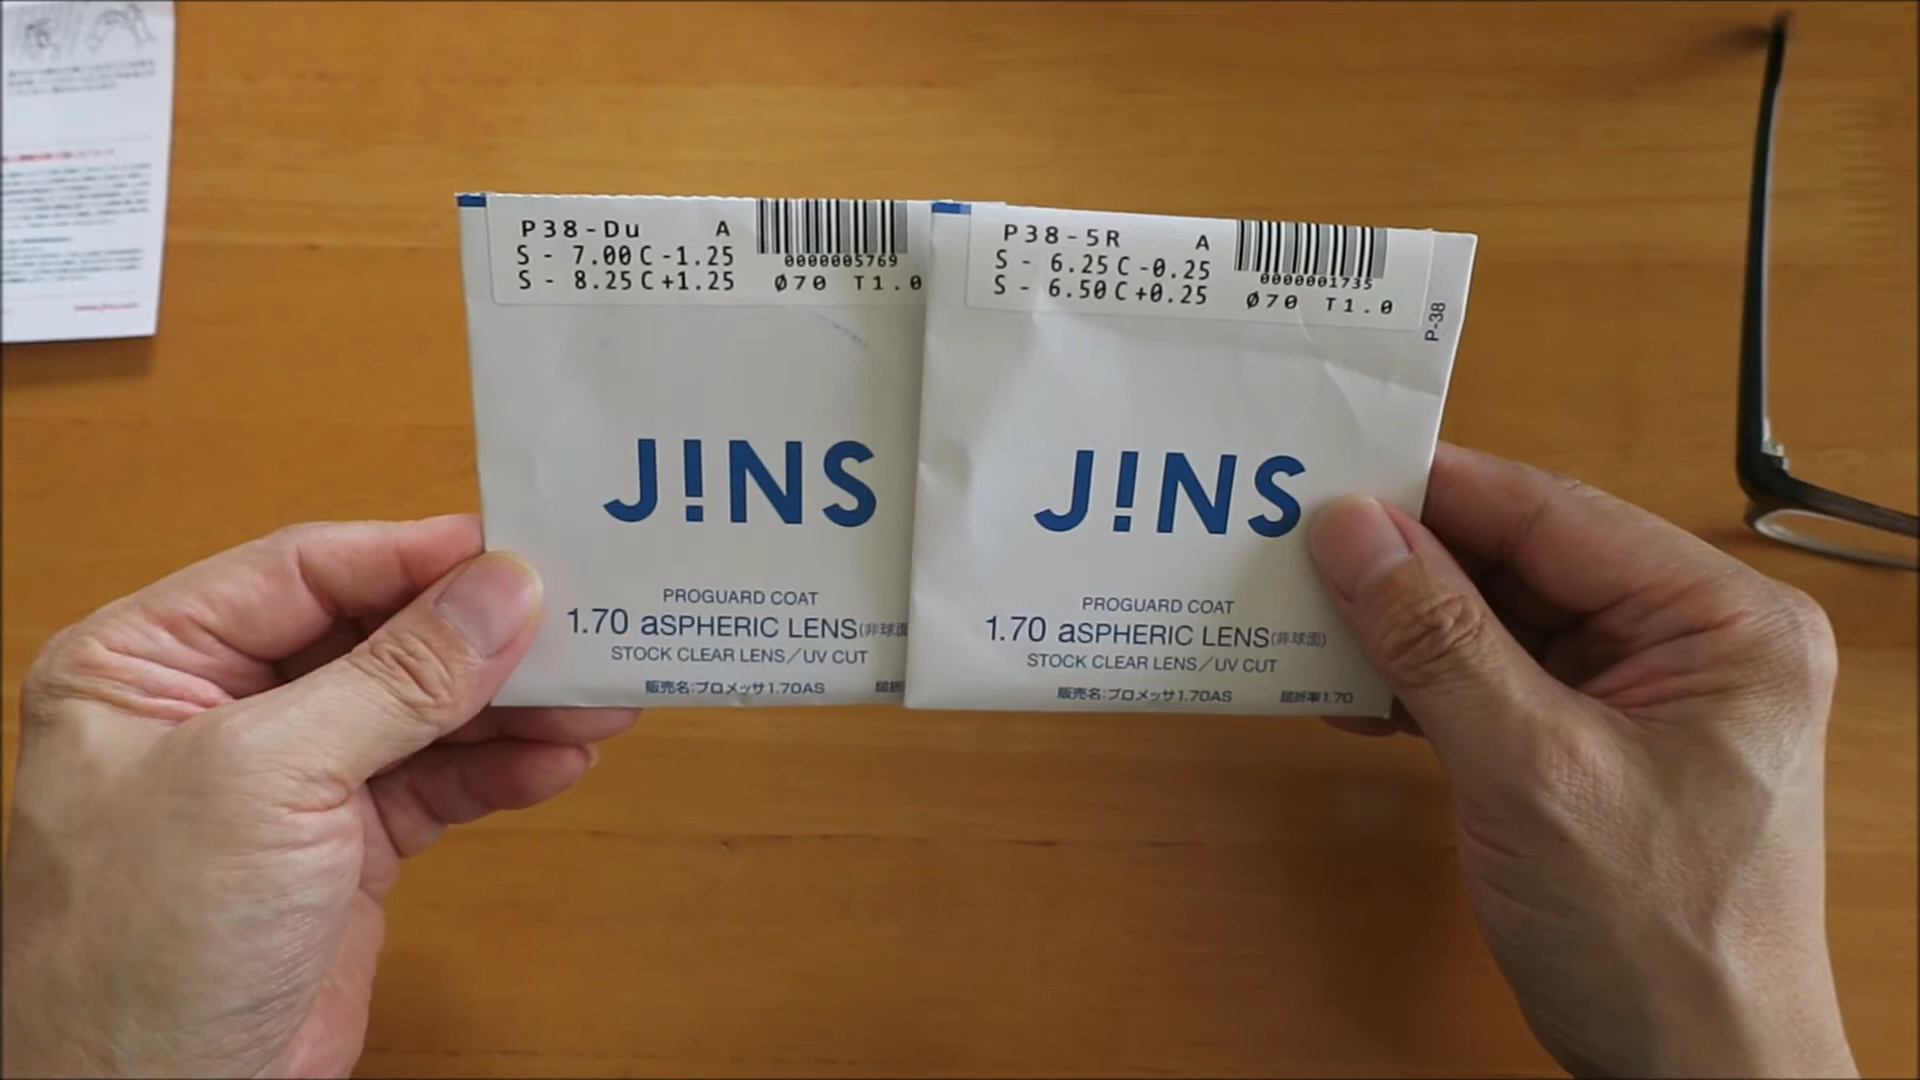 P38-Du A
S - 7.00 C -1.25
S - 8.25 C +1.25
0000005769
Ø70 T1.0
J!NS
PROGUARD COAT
1.70 aSPHERIC LENS(非球面
STOCK CLEAR LENS／UV CUT
販売名:プロメッサ1.70AS 屈折
P38-5R A
S - 6.25 C -0.25
S - 6.50 C +0.25
0000001735
Ø70 T1.0
P-38
J!NS
PROGUARD COAT
1.70 aSPHERIC LENS(非球面)
STOCK CLEAR LENS／UV CUT
販売名:プロメッサ1.70AS 屈折率1.70